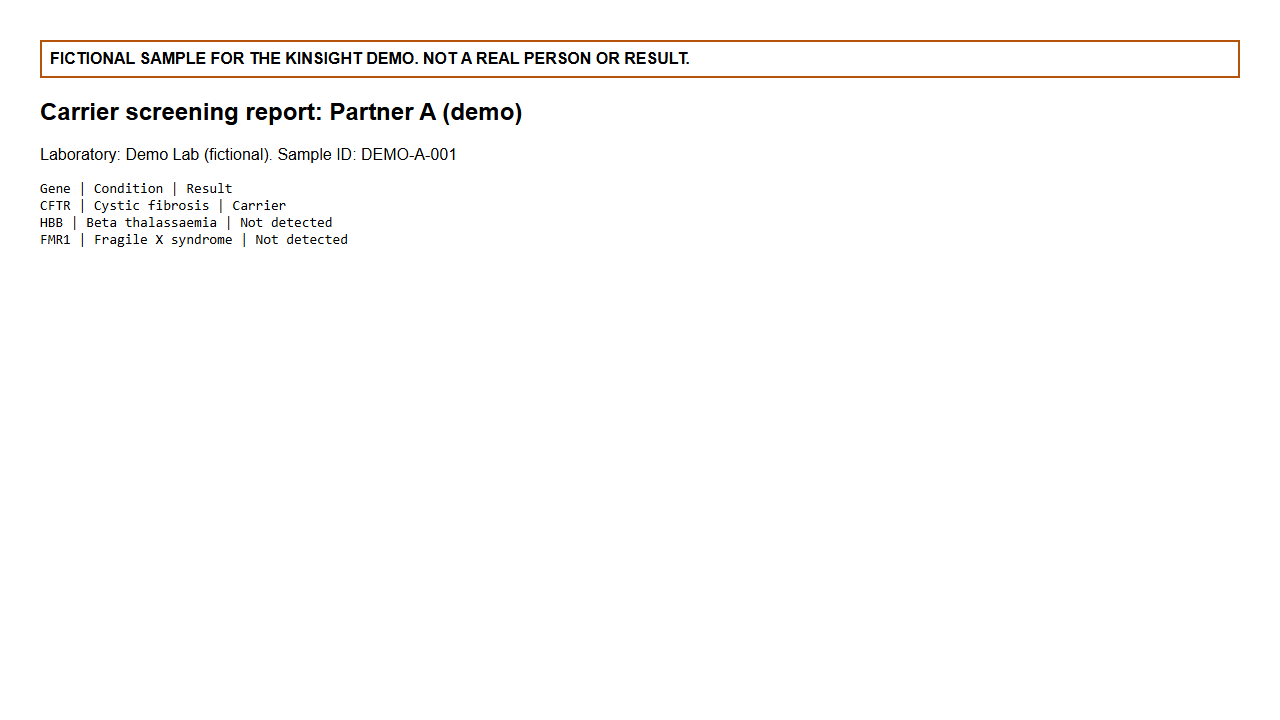 FICTIONAL SAMPLE FOR THE KINSIGHT DEMO. NOT A REAL PERSON OR RESULT.
Carrier screening report: Partner A (demo)
Laboratory: Demo Lab (fictional). Sample ID: DEMO-A-001
Gene | Condition | Result
CFTR | Cystic fibrosis | Carrier
HBB | Beta thalassaemia | Not detected
FMR1 | Fragile X syndrome | Not detected